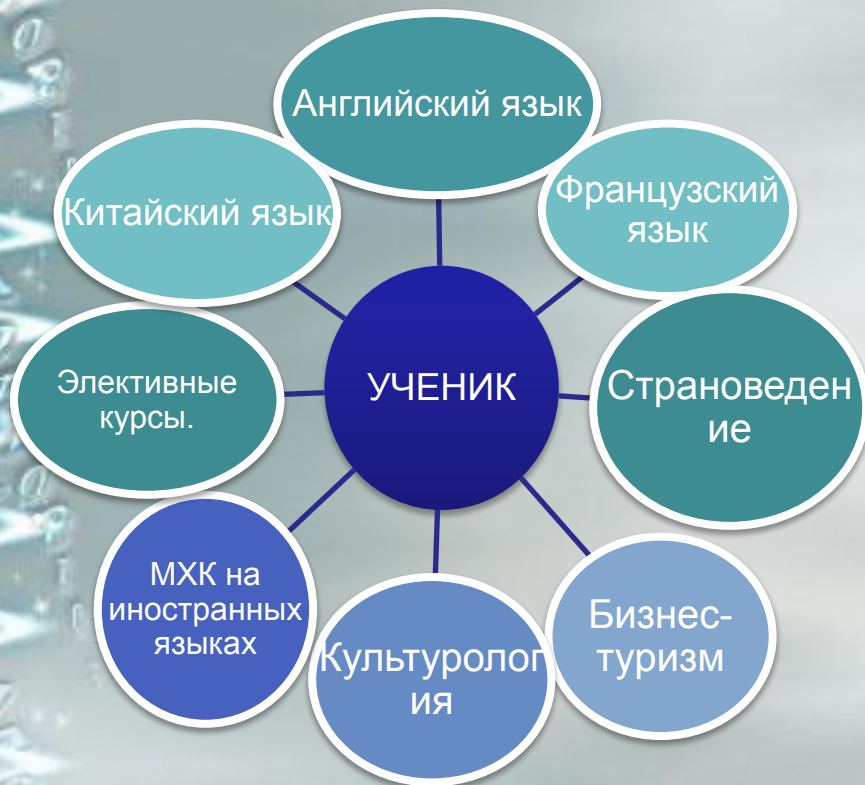 Английский язык
Китайский язык
Французский
язык
Элективные
курсы.
УЧЕНИК
Страноведен
ие
МХК на
иностранных
языках
Культуролог
ия
Бизнес-
туризм